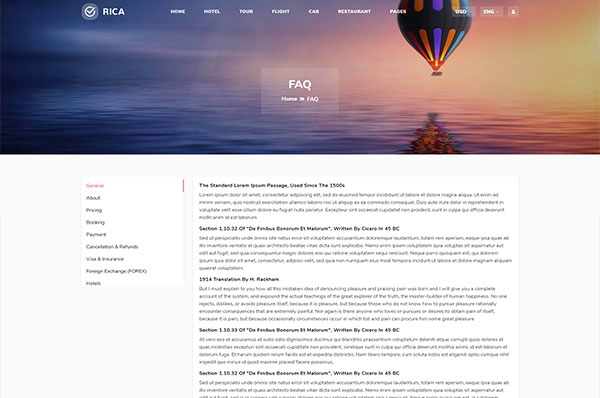 RICA
HOME HOTEL TOUR FLIGHT CAB RESTAURANT PAGES
USD ENG
FAQ
Home » FAQ
General
About
Pricing
Booking
Payment
Cancellation & Refunds
Visa & Insurance
Foreign Exchange (FOREX)
Hotels
The Standard Lorem Ipsum Passage, Used Since The 1500s
Lorem ipsum dolor sit amet, consectetur adipiscing elit, sed do eiusmod tempor incididunt ut labore et dolore magna aliqua. Ut enim ad
minim veniam, quis nostrud exercitation ullamco laboris nisi ut aliquip ex ea commodo consequat. Duis aute irure dolor in reprehenderit in
voluptate velit esse cillum dolore eu fugiat nulla pariatur. Excepteur sint occaecat cupidatat non proident, sunt in culpa qui officia deserunt
mollit anim id est laborum
Section 1.10.32 Of "De Finibus Bonorum Et Malorum", Written By Cicero In 45 BC
Sed ut perspiciatis unde omnis iste natus error sit voluptatem accusantium doloremque laudantium, totam rem aperiam, eaque ipsa quae ab
illo inventore veritatis et quasi architecto beatae vitae dicta sunt explicabo. Nemo enim ipsam voluptatem quia voluptas sit aspernatur aut
odit aut fugit, sed quia consequuntur magni dolores eos qui ratione voluptatem sequi nesciunt. Neque porro quisquam est, qui dolorem
ipsum quia dolor sit amet, consectetur, adipisci velit, sed quia non numquam eius modi tempora incidunt ut labore et dolore magnam aliquam
quaerat voluptatem
1914 Translation By H. Rackham
But I must explain to you how all this mistaken idea of denouncing pleasure and praising pain was born and I will give you a complete
account of the system, and expound the actual teachings of the great explorer of the truth, the master-builder of human happiness. No one
rejects, dislikes, or avoids pleasure itself, because it is pleasure, but because those who do not know how to pursue pleasure rationally
encounter consequences that are extremely painful. Nor again is there anyone who loves or pursues or desires to obtain pain of itself,
because it is pain, but because occasionally circumstances occur in which toil and pain can procure him some great pleasure.
Section 1.10.33 Of "De Finibus Bonorum Et Malorum", Written By Cicero In 45 BC
At vero eos et accusamus et iusto odio dignissimos ducimus qui blanditiis praesentium voluptatum deleniti atque corrupti quos dolores et
quas molestias excepturi sint occaecati cupiditate non provident, similique sunt in culpa qui officia deserunt mollitia animi, id est laborum et
dolorum fuga. Et harum quidem rerum facilis est et expedita distinctio. Nam libero tempore, cum soluta nobis est eligendi optio cumque nihil
impedit quo minus id quod maxime placeat facere possimus.
Section 1.10.32 Of "De Finibus Bonorum Et Malorum", Written By Cicero In 45 BC
Sed ut perspiciatis unde omnis iste natus error sit voluptatem accusantium doloremque laudantium, totam rem aperiam, eaque ipsa quae ab
illo inventore veritatis et quasi architecto beatae vitae dicta sunt explicabo. Nemo enim ipsam voluptatem quia voluptas sit aspernatur aut